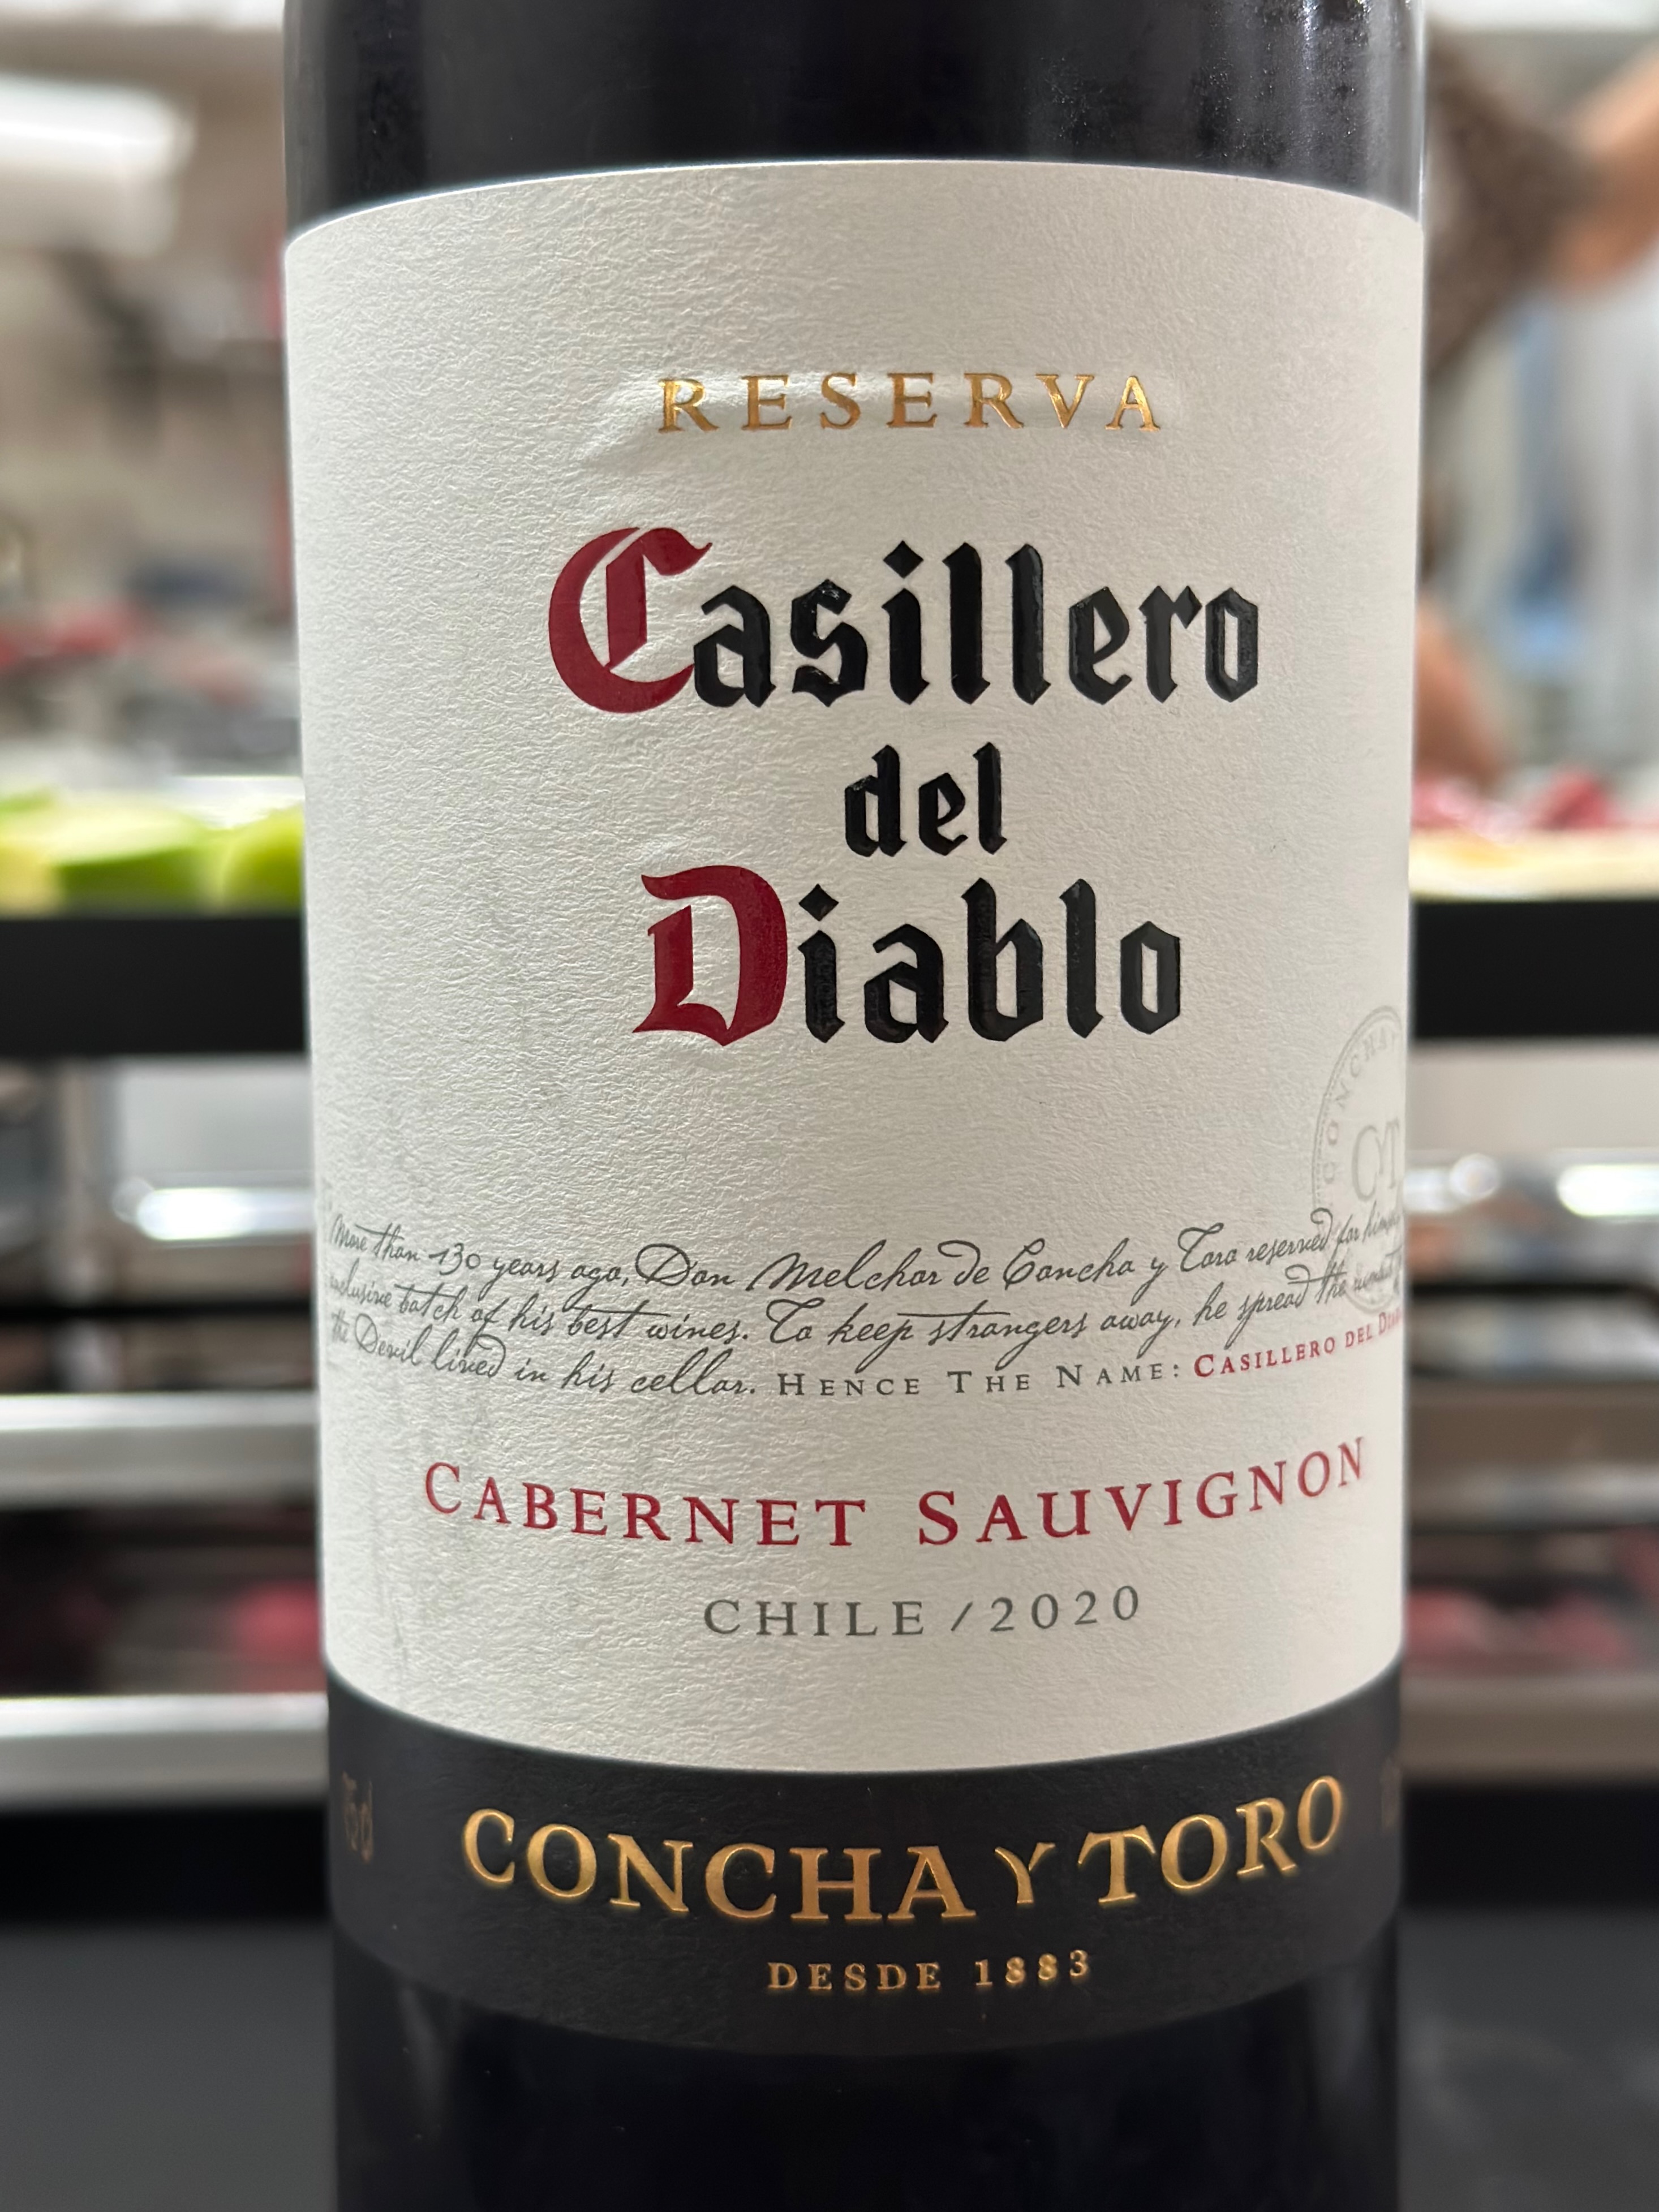 RESERVA
Casillero
del
Diablo
CONCHA
CT
More than 130 years ago, Don Melchor de Concha y Toro reserved for
exclusive batch of his best wines. To keep strangers away, he spread the
the Devil lived in his cellar. HENCE THE NAME: CASILLERO DEL
CABERNET SAUVIGNON
CHILE / 2020
CONCHA Y TORO
DESDE 1883